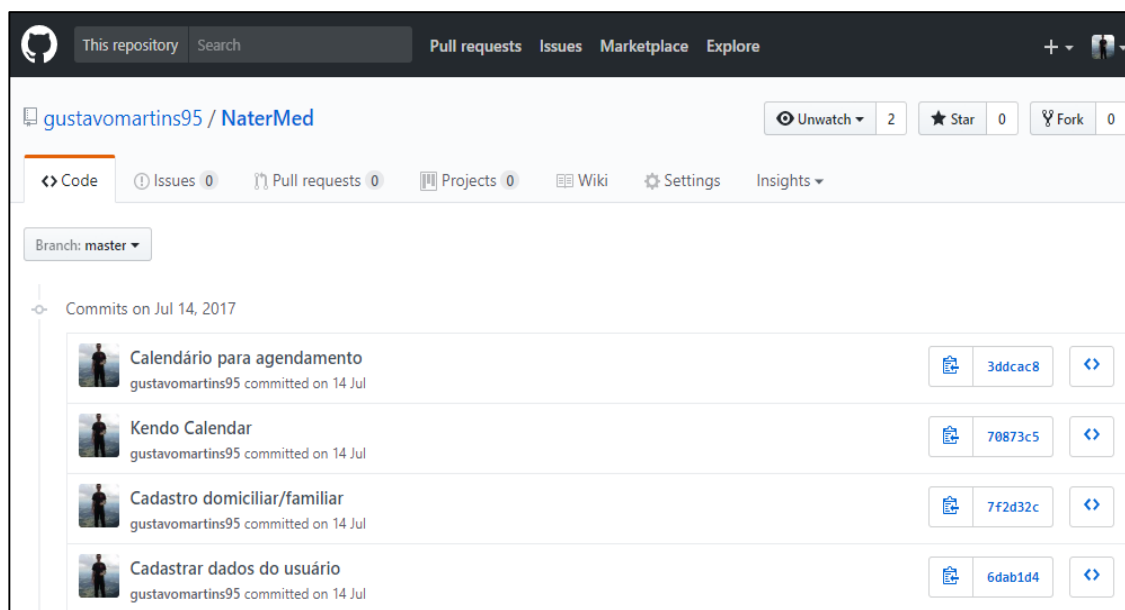 This repository Search Pull requests Issues Marketplace Explore
gustavomartins95 / NaterMed Unwatch 2 Star 0 Fork 0
Code Issues 0 Pull requests 0 Projects 0 Wiki Settings Insights
Branch: master
Commits on Jul 14, 2017
Calendário para agendamento
gustavomartins95 committed on 14 Jul
3ddcac8
Kendo Calendar
gustavomartins95 committed on 14 Jul
70873c5
Cadastro domiciliar/familiar
gustavomartins95 committed on 14 Jul
7f2d32c
Cadastrar dados do usuário
gustavomartins95 committed on 14 Jul
6dab1d4